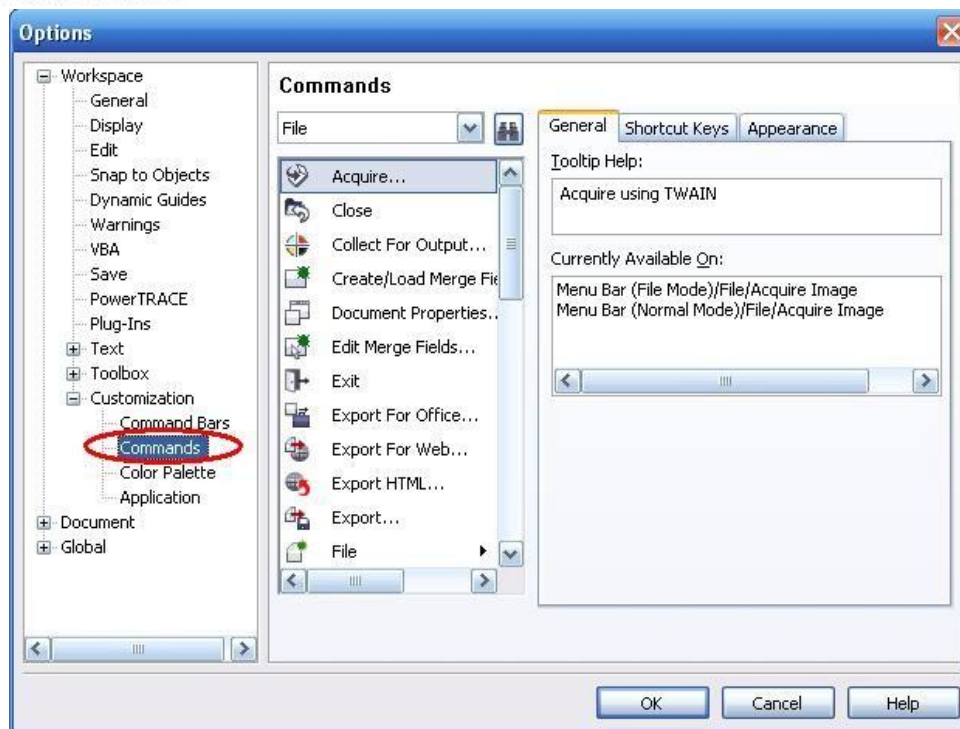 Options
Workspace
General
Display
Edit
Snap to Objects
Dynamic Guides
Warnings
VBA
Save
PowerTRACE
Plug-Ins
Text
Toolbox
Customization
Command Bars
Commands
Color Palette
Application
Document
Global
Commands
File
Acquire...
Close
Collect For Output...
Create/Load Merge Fie
Document Properties..
Edit Merge Fields...
Exit
Export For Office...
Export For Web...
Export HTML...
Export...
File
General Shortcut Keys Appearance
Tooltip Help:
Acquire using TWAIN
Currently Available On:
Menu Bar (File Mode)/File/Acquire Image
Menu Bar (Normal Mode)/File/Acquire Image
OK Cancel Help